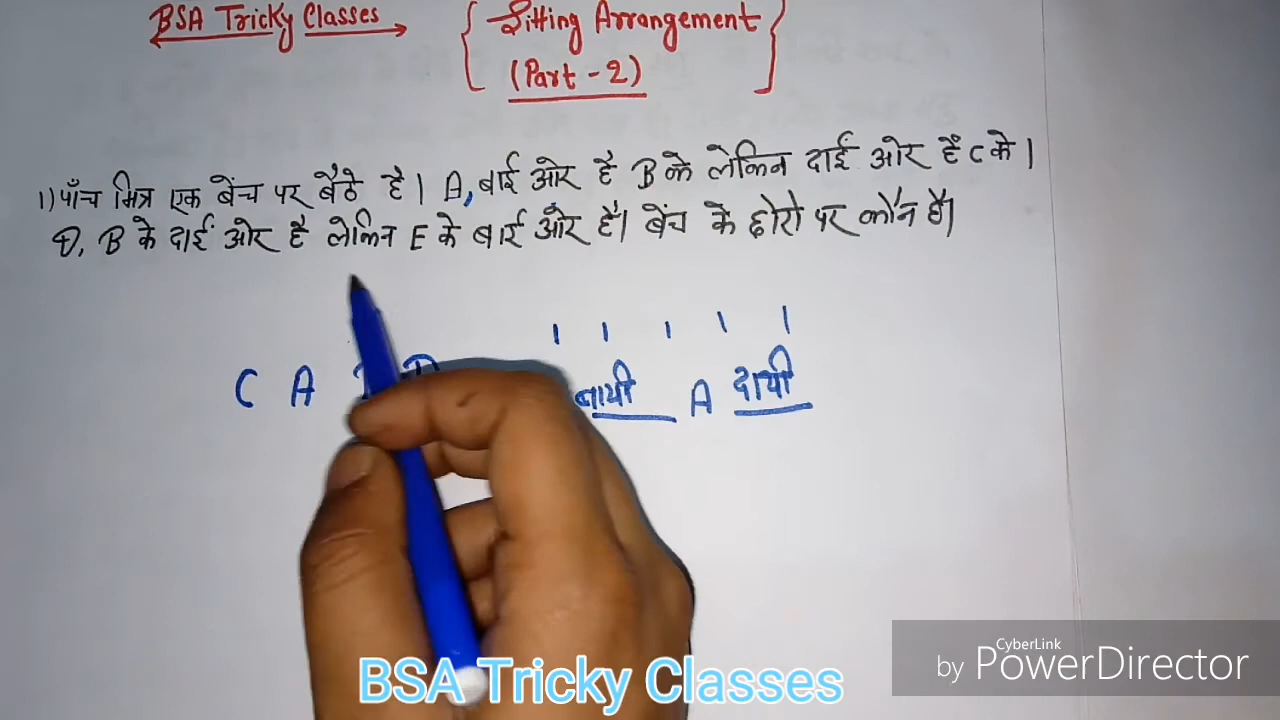 BSA Tricky Classes
Sitting Arrangement
(Part-2)
1) पाँच मित्र एक बेंच पर बैठे है। A, बाई ओर है B के लेकिन दाई ओर है C के।
D, B के दाई ओर है लेकिन E के बाई ओर है। बेंच के छोरो पर कौन है।
C A
बायी A दायी
BSA Tricky Classes
CyberLink
by PowerDirector